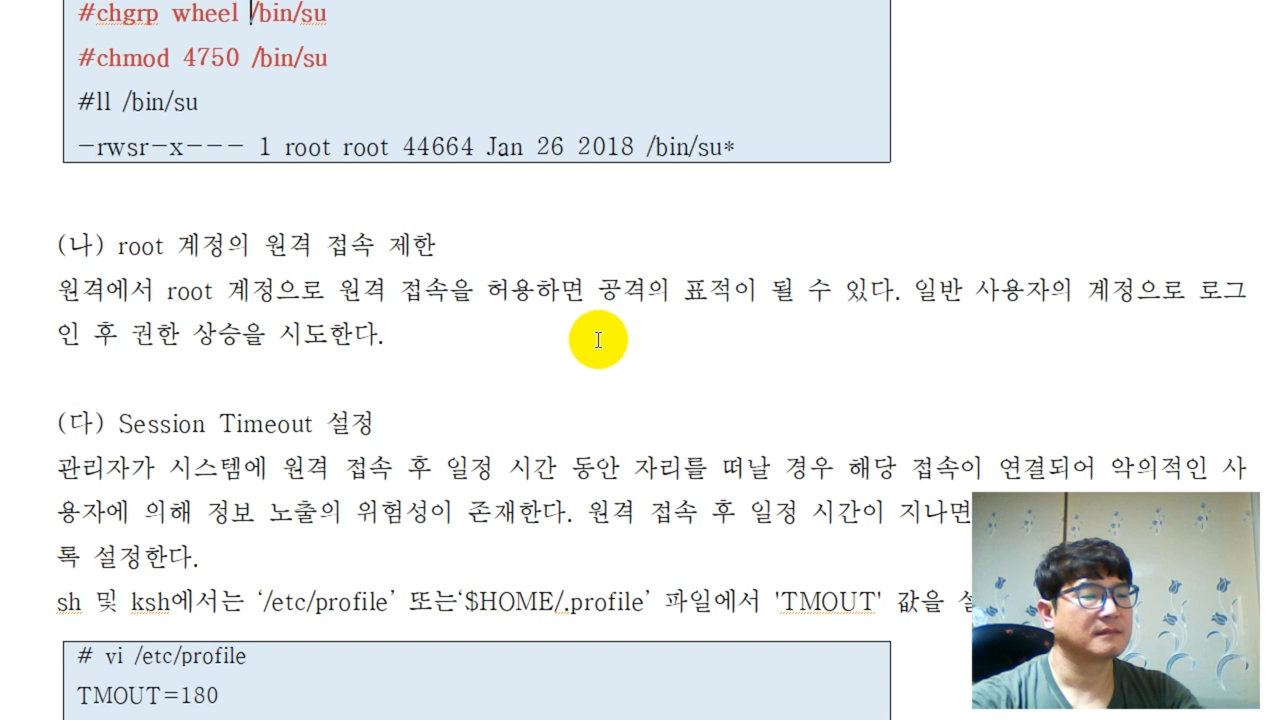 #chgrp wheel /bin/su
#chmod 4750 /bin/su
#ll /bin/su
-rwsr-x--- 1 root root 44664 Jan 26 2018 /bin/su*
(나) root 계정의 원격 접속 제한
원격에서 root 계정으로 원격 접속을 허용하면 공격의 표적이 될 수 있다. 일반 사용자의 계정으로 로그
인 후 권한 상승을 시도한다.
(다) Session Timeout 설정
관리자가 시스템에 원격 접속 후 일정 시간 동안 자리를 떠날 경우 해당 접속이 연결되어 악의적인 사
용자에 의해 정보 노출의 위험성이 존재한다. 원격 접속 후 일정 시간이 지나면
록 설정한다.
sh 및 ksh에서는 ‘/etc/profile’ 또는‘$HOME/.profile’ 파일에서 'TMOUT' 값을
# vi /etc/profile
TMOUT=180